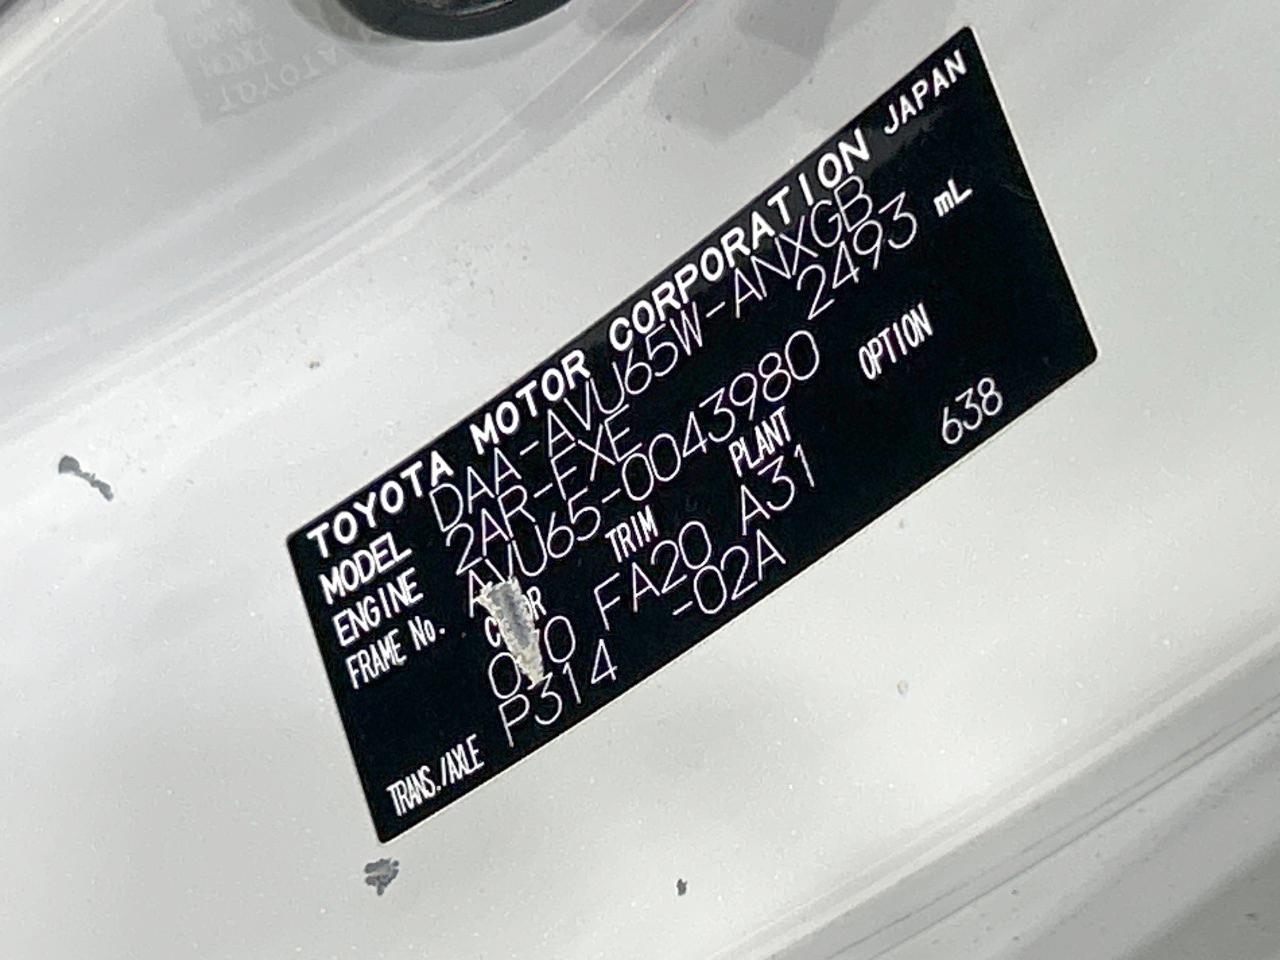 TOYOTA MOTOR CORPORATION JAPAN
MODEL DAA-AVU65W-ANXGB
ENGINE 2AR-EXE 2493 mL
FRAME No. AVU65-0043980
TRIM PLANT OPTION
FA20 A31 638
TRANS./AXLE P314 -02A